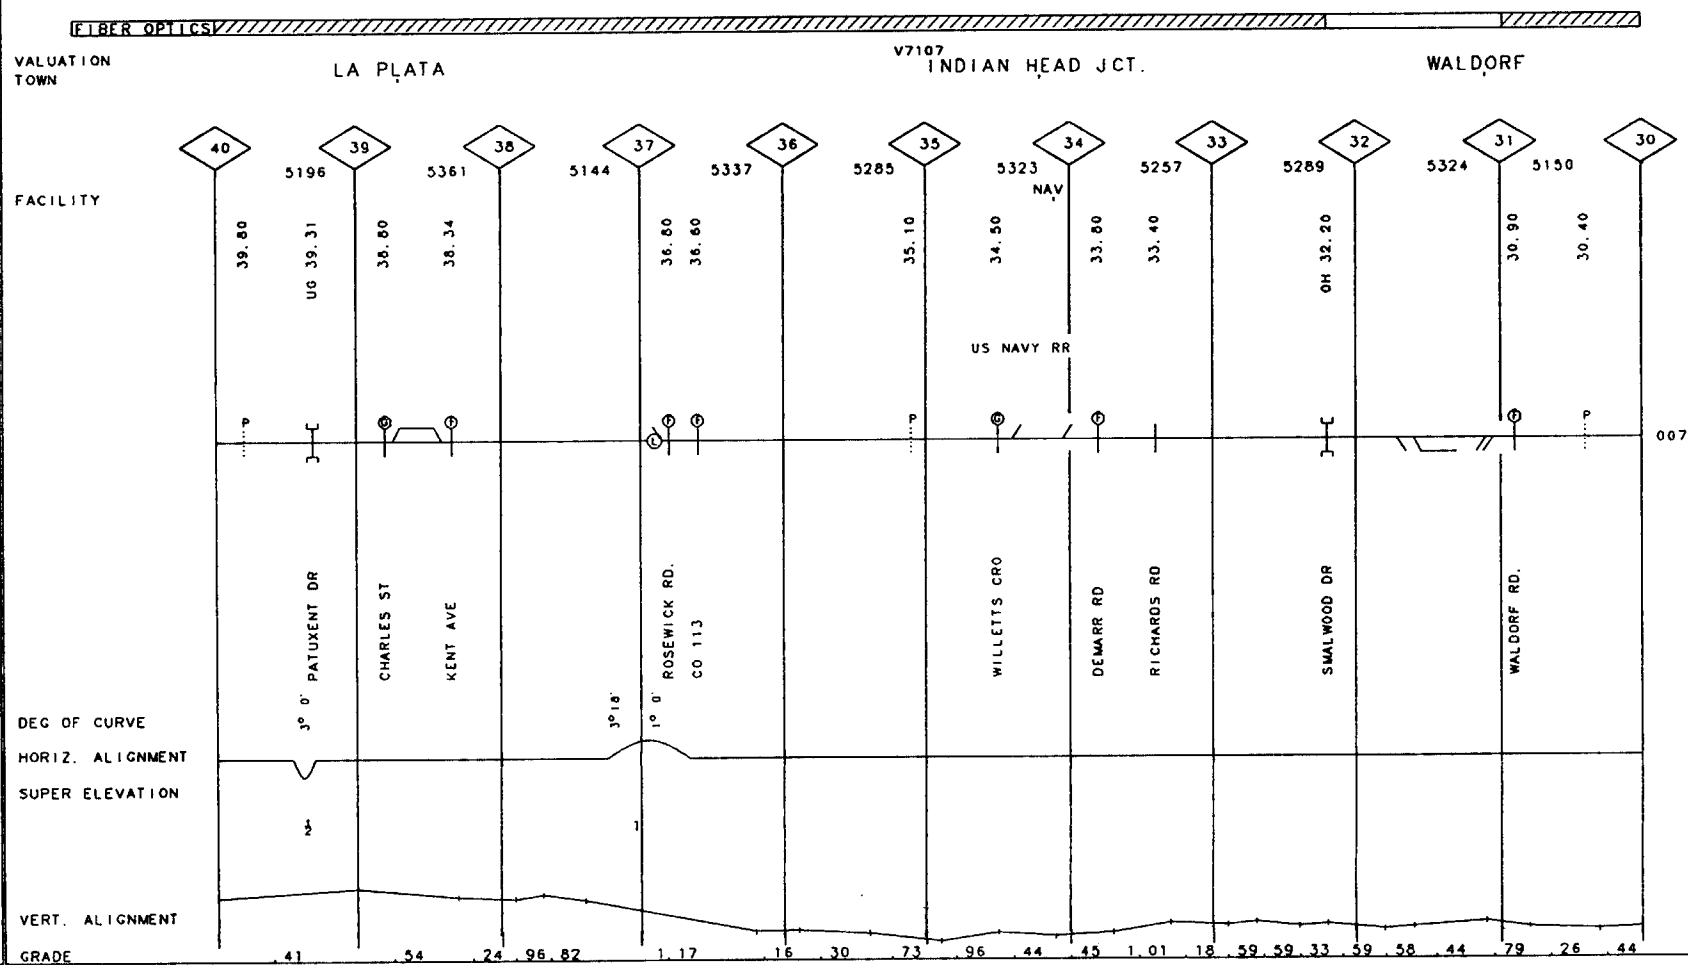 FIBER OPTICS
VALUATION V7107
TOWN LA PLATA INDIAN HEAD JCT. WALDORF
40 39 38 37 36 35 34 33 32 31 30
5196 5361 5144 5337 5285 5323 5257 5289 5324 5150
NAV
FACILITY
39.80 UG 39.31 38.80 38.34 36.80 36.60 35.10 34.50 33.80 33.40 OH 32.20 30.90 30.40
US NAVY RR
P G F F F P G F F P
L 007
PATUXENT DR CHARLES ST KENT AVE ROSEWICK RD. CO 113 WILLETTS CRO DEMARR RD RICHARDS RD SMALWOOD DR WALDORF RD.
DEG OF CURVE 3° 0' 3°18' 1° 0'
HORIZ. ALIGNMENT
SUPER ELEVATION
1
VERT. ALIGNMENT
GRADE .41 .54 .24 .96 .82 1.17 .16 .30 .73 .96 .44 .45 1.01 .18 .59 .59 .33 .59 .58 .44 .79 .26 .44